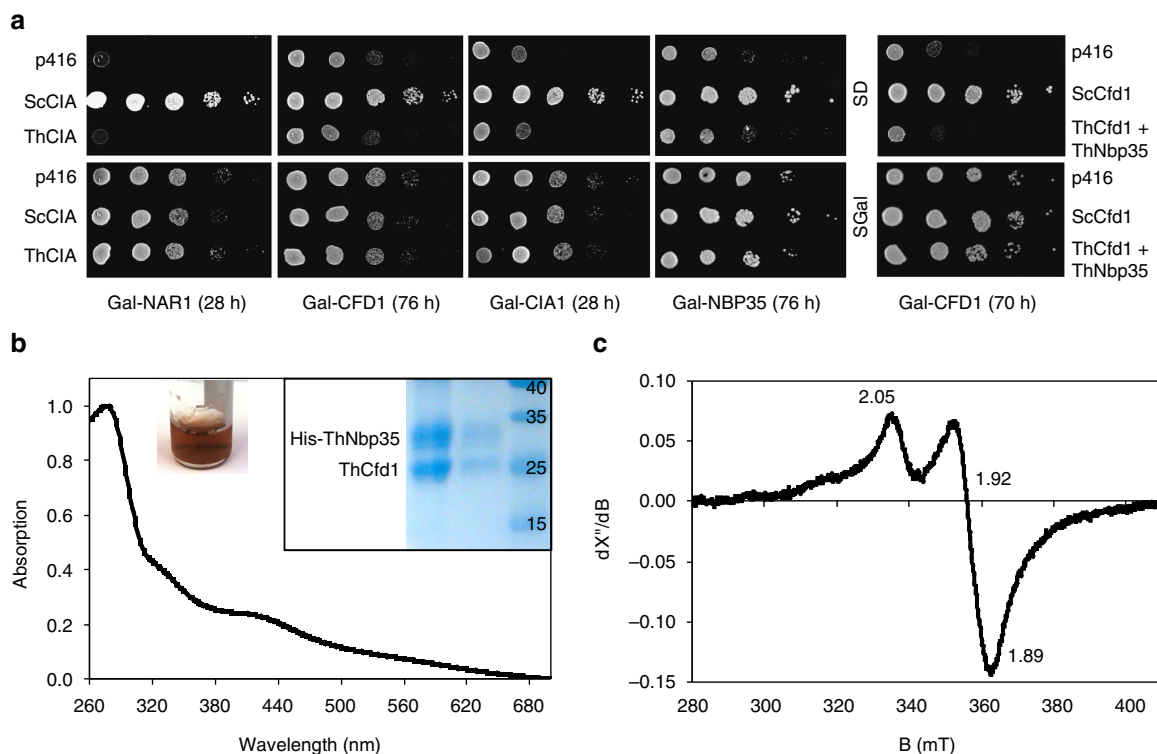 a
p416
ScCIA
ThCIA
p416
ScCIA
ThCIA
SD
SGal
p416
ScCfd1
ThCfd1 +
ThNbp35
p416
ScCfd1
ThCfd1 +
ThNbp35
Gal-NAR1 (28 h)
Gal-CFD1 (76 h)
Gal-CIA1 (28 h)
Gal-NBP35 (76 h)
Gal-CFD1 (70 h)
b
Absorption
1.0
0.8
0.6
0.4
0.2
0.0
260 320 380 440 500 560 620 680
Wavelength (nm)
His-ThNbp35
ThCfd1
40
35
25
15
c
dX"/dB
0.10
0.05
0.00
–0.05
–0.10
–0.15
2.05
1.92
1.89
280 300 320 340 360 380 400
B (mT)